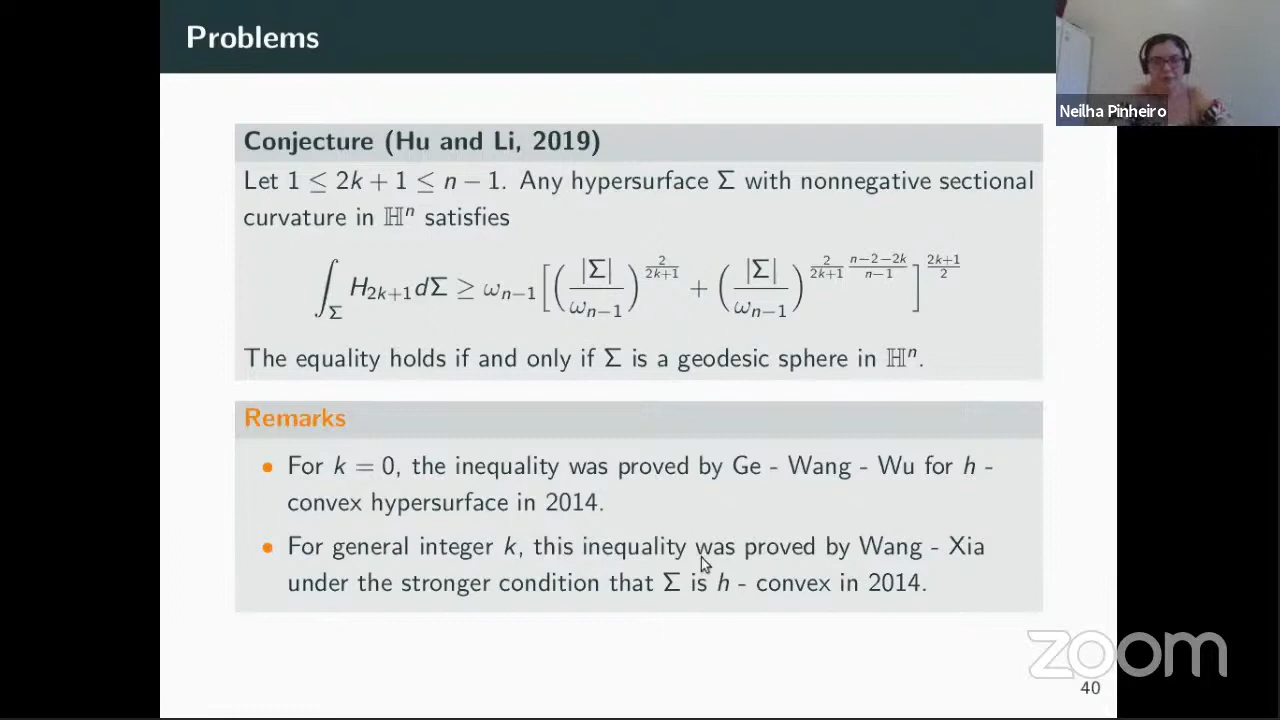 Problems
Neilha Pinheiro
Conjecture (Hu and Li, 2019)
Let 1 ≤ 2k + 1 ≤ n − 1. Any hypersurface Σ with nonnegative sectional
curvature in ℍⁿ satisfies
∫_Σ H_{2k+1} dΣ ≥ ω_{n−1} [ ( |Σ| / ω_{n−1} )^{2/(2k+1)} + ( |Σ| / ω_{n−1} )^{2/(2k+1) (n−2−2k)/(n−1)} ]^{(2k+1)/2}
The equality holds if and only if Σ is a geodesic sphere in ℍⁿ.
Remarks
• For k = 0, the inequality was proved by Ge - Wang - Wu for h -
convex hypersurface in 2014.
• For general integer k, this inequality was proved by Wang - Xia
under the stronger condition that Σ is h - convex in 2014.
zoom
40